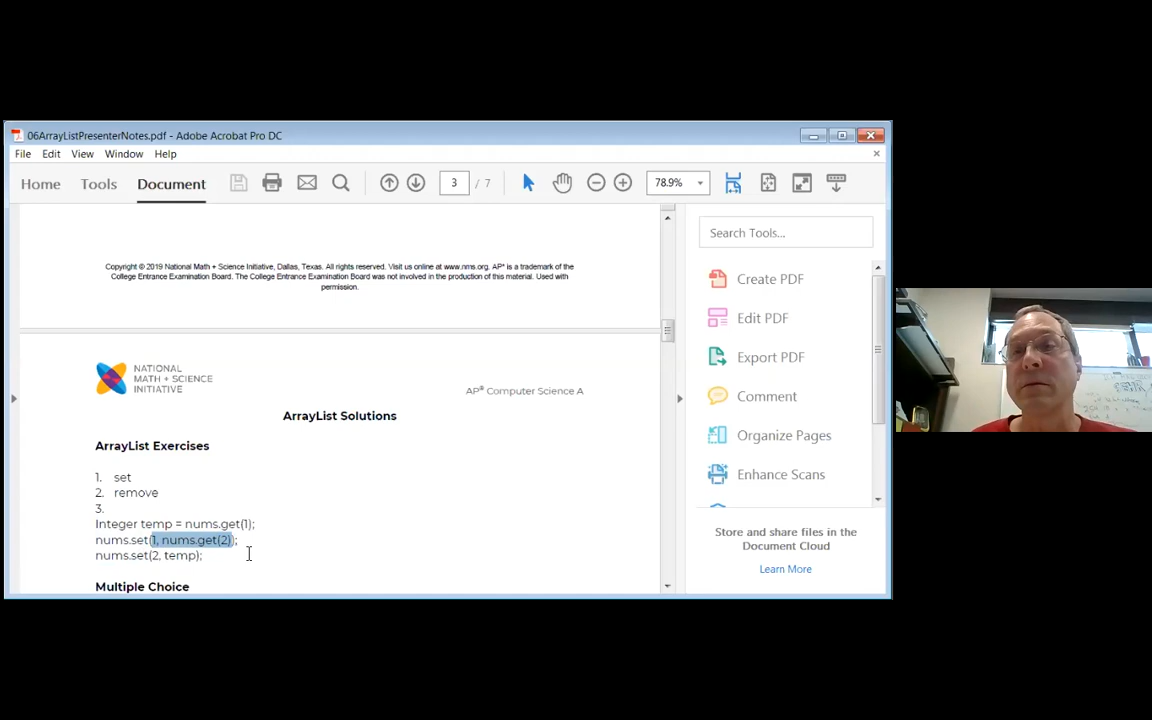 06ArrayListPresenterNotes.pdf - Adobe Acrobat Pro DC
File Edit View Window Help
Home Tools Document 3 / 7 78.9%
Copyright © 2019 National Math + Science Initiative, Dallas, Texas. All rights reserved. Visit us online at www.nms.org. AP® is a trademark of the
College Entrance Examination Board. The College Entrance Examination Board was not involved in the production of this material. Used with
permission.
NATIONAL
MATH + SCIENCE
INITIATIVE
AP® Computer Science A
ArrayList Solutions
ArrayList Exercises
1. set
2. remove
3.
Integer temp = nums.get(1);
nums.set(1, nums.get(2));
nums.set(2, temp);
Multiple Choice
Search Tools...
Create PDF
Edit PDF
Export PDF
Comment
Organize Pages
Enhance Scans
Store and share files in the
Document Cloud
Learn More